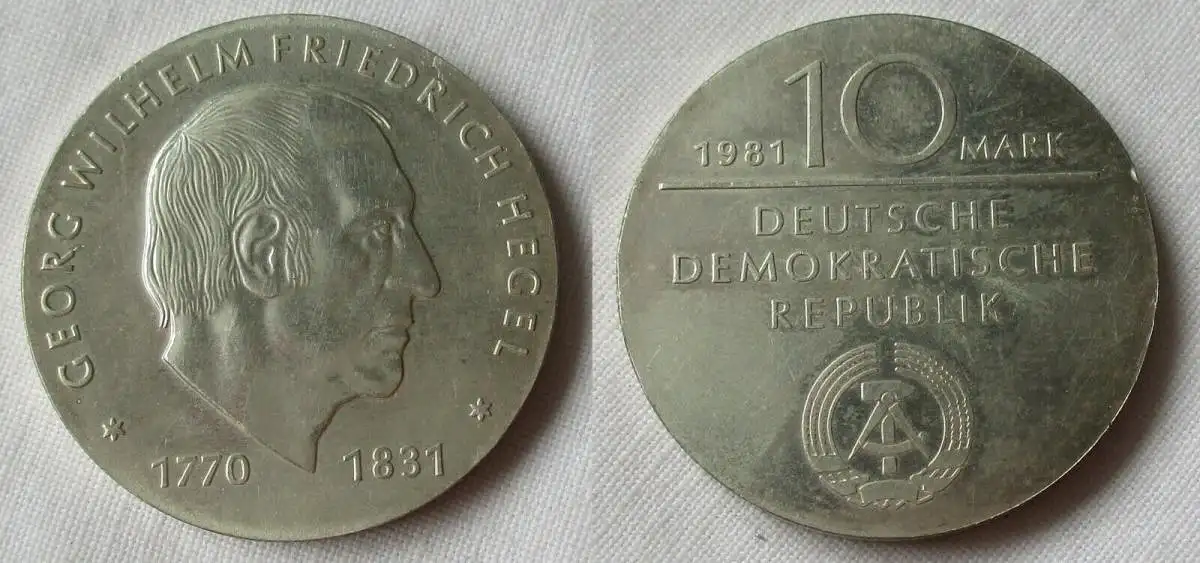 GEORG WILHELM FRIEDRICH HEGEL
1770 1831
1981 10 MARK
DEUTSCHE
DEMOKRATISCHE
REPUBLIK